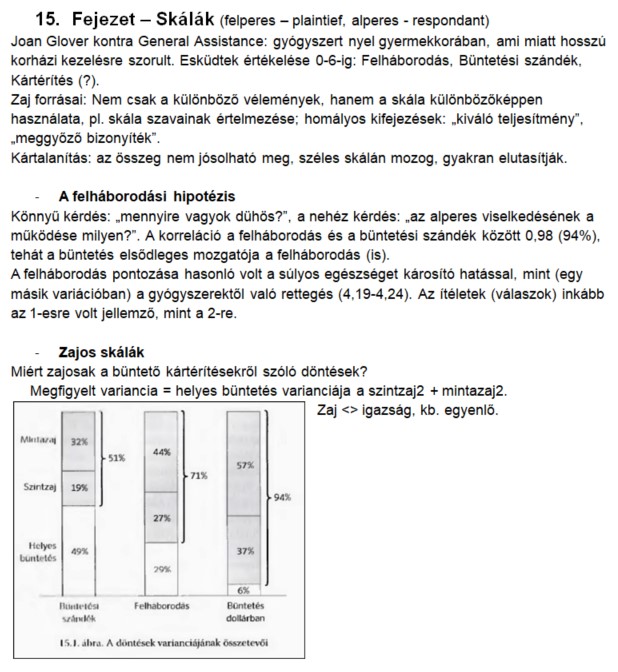 15. Fejezet – Skálák (felperes – plaintief, alperes - respondant)
Joan Glover kontra General Assistance: gyógyszert nyel gyermekkorában, ami miatt hosszú
korházi kezelésre szorult. Esküdtek értékelése 0-6-ig: Felháborodás, Büntetési szándék,
Kártérítés (?).
Zaj forrásai: Nem csak a különböző vélemények, hanem a skála különbözőképpen
használata, pl. skála szavainak értelmezése; homályos kifejezések: „kiváló teljesítmény”,
„meggyőző bizonyíték”.
Kártalanítás: az összeg nem jósolható meg, széles skálán mozog, gyakran elutasítják.
- A felháborodási hipotézis
Könnyű kérdés: „mennyire vagyok dühös?”, a nehéz kérdés: „az alperes viselkedésének a
működése milyen?”. A korreláció a felháborodás és a büntetési szándék között 0,98 (94%),
tehát a büntetés elsődleges mozgatója a felháborodás (is).
A felháborodás pontozása hasonló volt a súlyos egészséget károsító hatással, mint (egy
másik variációban) a gyógyszerektől való rettegés (4,19-4,24). Az ítéletek (válaszok) inkább
az 1-esre volt jellemző, mint a 2-re.
- Zajos skálák
Miért zajosak a büntető kártérítésekről szóló döntések?
Megfigyelt variancia = helyes büntetés varianciája a szintzaj2 + mintazaj2.
Zaj <> igazság, kb. egyenlő.
Mintazaj
32%
51%
44%
71%
57%
94%
Szintzaj
19%
27%
37%
Helyes
büntetés
49%
29%
6%
Büntetési
szándék
Felháborodás
Büntetés
dollárban
15.1. ábra. A döntések varianciájának összetevői